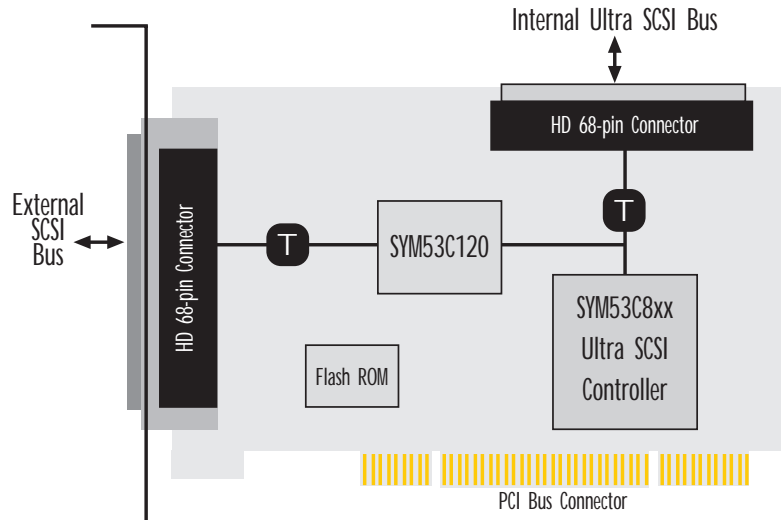 Internal Ultra SCSI Bus
HD 68-pin Connector
T
External
SCSI
Bus
HD 68-pin Connector
T
SYM53C120
SYM53C8xx
Ultra SCSI
Controller
Flash ROM
PCI Bus Connector